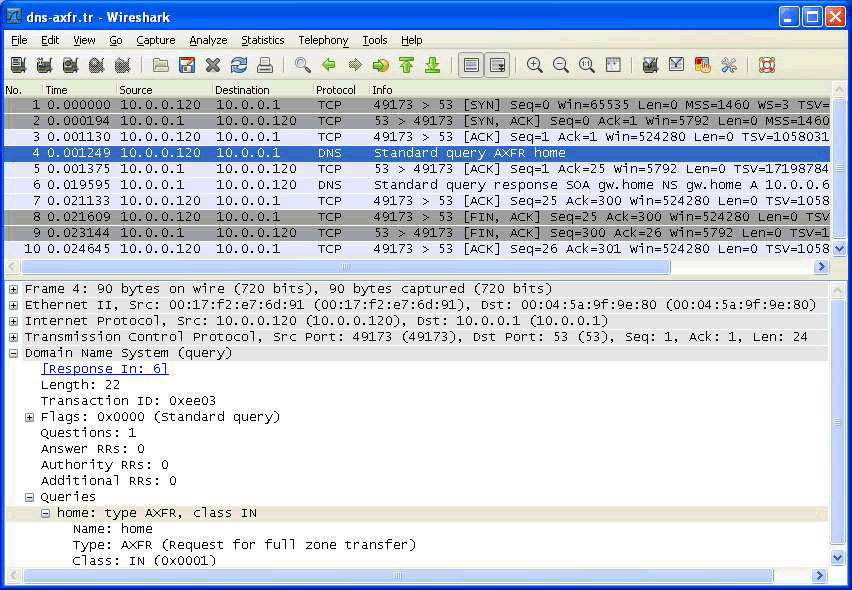 dns-axfr.tr - Wireshark
File Edit View Go Capture Analyze Statistics Telephony Tools Help
No. Time Source Destination Protocol Info
1 0.000000 10.0.0.120 10.0.0.1 TCP 49173 > 53 [SYN] Seq=0 Win=65535 Len=0 MSS=1460 WS=3 TSV=
2 0.000194 10.0.0.1 10.0.0.120 TCP 53 > 49173 [SYN, ACK] Seq=0 Ack=1 Win=5792 Len=0 MSS=1460
3 0.001130 10.0.0.120 10.0.0.1 TCP 49173 > 53 [ACK] Seq=1 Ack=1 Win=524280 Len=0 TSV=1058031
4 0.001249 10.0.0.120 10.0.0.1 DNS Standard query AXFR home
5 0.001375 10.0.0.1 10.0.0.120 TCP 53 > 49173 [ACK] Seq=1 Ack=25 Win=5792 Len=0 TSV=17198784
6 0.019595 10.0.0.1 10.0.0.120 DNS Standard query response SOA gw.home NS gw.home A 10.0.0.6
7 0.021133 10.0.0.120 10.0.0.1 TCP 49173 > 53 [ACK] Seq=25 Ack=300 Win=524280 Len=0 TSV=1058
8 0.021609 10.0.0.120 10.0.0.1 TCP 49173 > 53 [FIN, ACK] Seq=25 Ack=300 Win=524280 Len=0 TSV
9 0.023144 10.0.0.1 10.0.0.120 TCP 53 > 49173 [FIN, ACK] Seq=300 Ack=26 Win=5792 Len=0 TSV=1
10 0.024645 10.0.0.120 10.0.0.1 TCP 49173 > 53 [ACK] Seq=26 Ack=301 Win=524280 Len=0 TSV=1058
Frame 4: 90 bytes on wire (720 bits), 90 bytes captured (720 bits)
Ethernet II, Src: 00:17:f2:e7:6d:91 (00:17:f2:e7:6d:91), Dst: 00:04:5a:9f:9e:80 (00:04:5a:9f:9e:80)
Internet Protocol, Src: 10.0.0.120 (10.0.0.120), Dst: 10.0.0.1 (10.0.0.1)
Transmission Control Protocol, Src Port: 49173 (49173), Dst Port: 53 (53), Seq: 1, Ack: 1, Len: 24
Domain Name System (query)
[Response In: 6]
Length: 22
Transaction ID: 0xee03
Flags: 0x0000 (Standard query)
Questions: 1
Answer RRs: 0
Authority RRs: 0
Additional RRs: 0
Queries
home: type AXFR, class IN
Name: home
Type: AXFR (Request for full zone transfer)
Class: IN (0x0001)